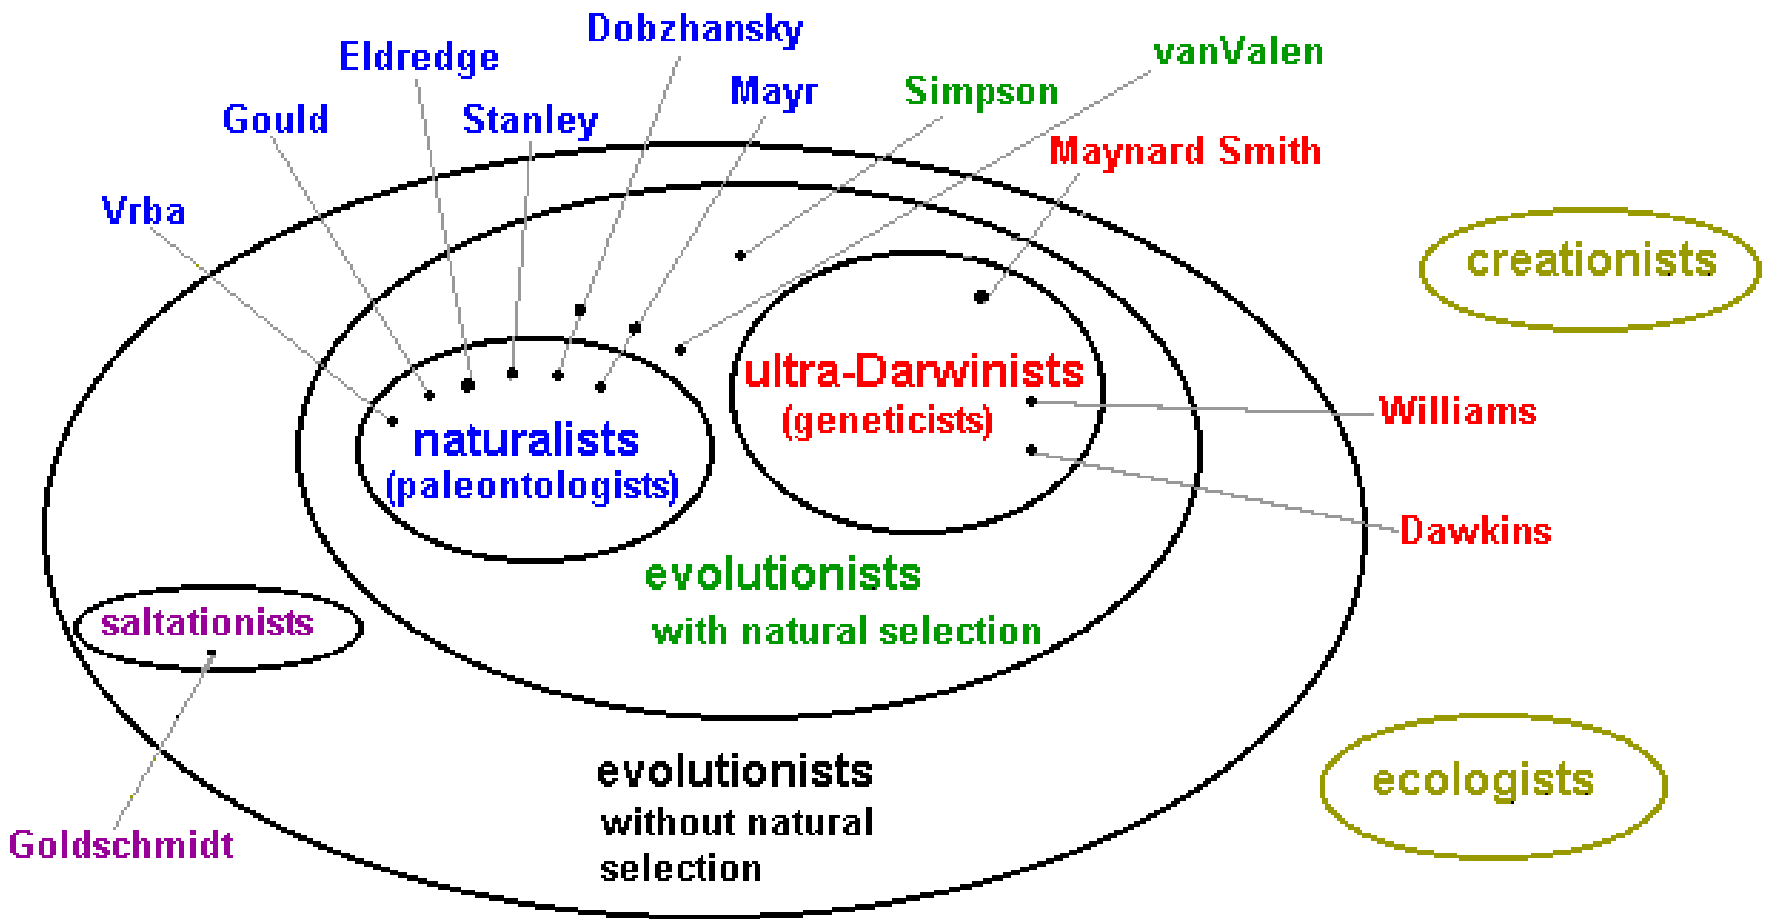 Dobzhansky
vanValen
Eldredge
Mayr
Simpson
Gould
Stanley
Maynard Smith
Vrba
creationists
ultra-Darwinists
(geneticists)
Williams
naturalists
(paleontologists)
Dawkins
evolutionists
with natural selection
saltationists
evolutionists
without natural
selection
ecologists
Goldschmidt